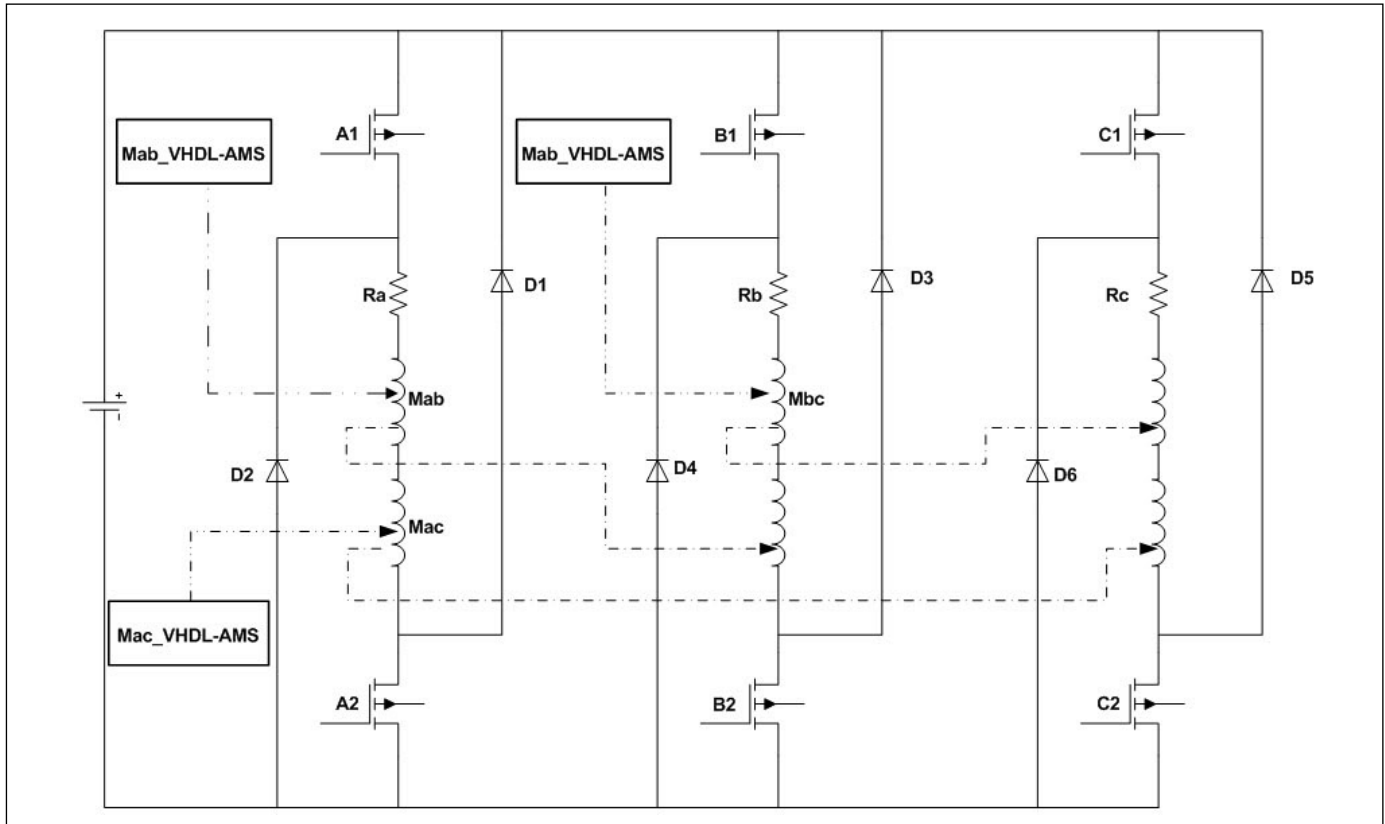 A1
B1
C1
Mab_VHDL-AMS
Mab_VHDL-AMS
D1
D3
D5
Ra
Rb
Rc
+
-
Mab
Mbc
D2
D4
D6
Mac
Mac_VHDL-AMS
A2
B2
C2